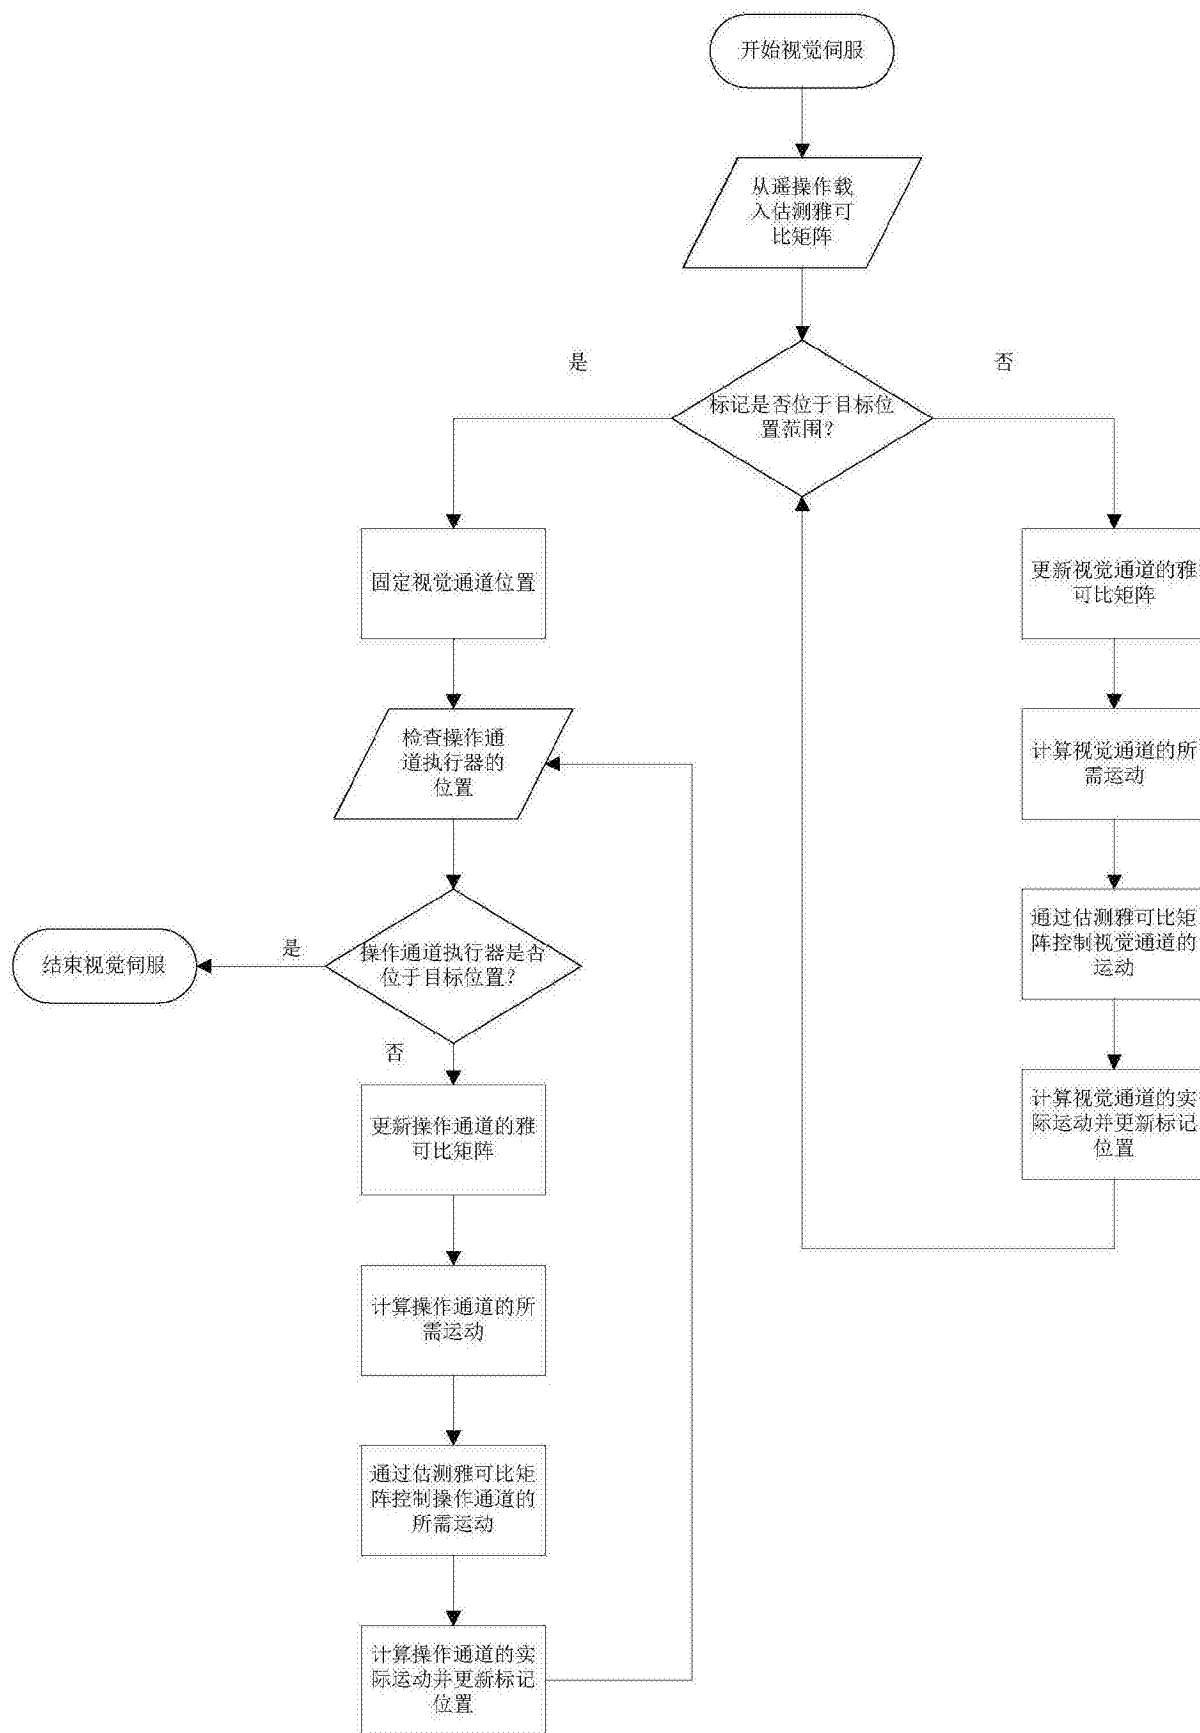 开始视觉伺服
从遥操作载
入估测雅可
比矩阵
是
否
标记是否位于目标位
置范围?
固定视觉通道位置
更新视觉通道的雅
可比矩阵
检查操作通
道执行器的
位置
计算视觉通道的所
需运动
通过估测雅可比矩
阵控制视觉通道的
运动
结束视觉伺服
是
操作通道执行器是否
位于目标位置?
否
计算视觉通道的实
际运动并更新标记
位置
更新操作通道的雅
可比矩阵
计算操作通道的所
需运动
通过估测雅可比矩
阵控制操作通道的
所需运动
计算操作通道的实
际运动并更新标记
位置